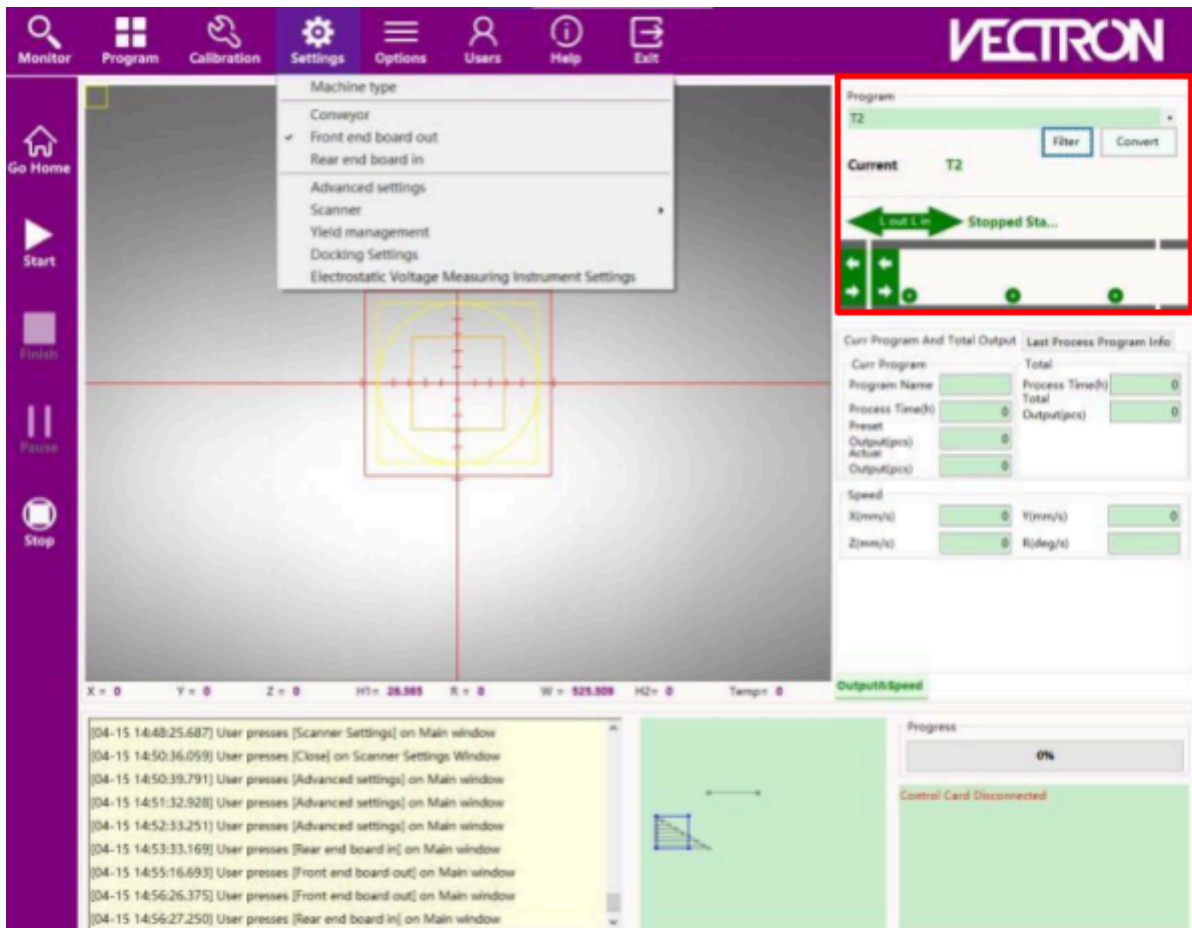 Monitor Program Calibration Settings Options Users Help Exit
VECTRON
Go Home
Start
Finish
Pause
Stop
Machine type
Conveyor
✓ Front end board out
Rear end board in
Advanced settings
Scanner
Yield management
Docking Settings
Electrostatic Voltage Measuring Instrument Settings
Program
T2
Filter Convert
Current T2
L out L in Stopped Sta...
Curr Program And Total Output Last Process Program Info
Curr Program Total
Program Name Process Time(h) 0
Process Time(h) 0 Total Output(pcs) 0
Preset Output(pcs) 0
Actual Output(pcs) 0
Speed
X(mm/s) 0 Y(mm/s) 0
Z(mm/s) 0 R(deg/s)
Output&Speed
X = 0 Y = 0 Z = 0 H1= 26.365 R = 0 W = 525.509 H2= 0 Temp= 0
[04-15 14:48:25.687] User presses [Scanner Settings] on Main window
[04-15 14:50:36.059] User presses [Close] on Scanner Settings Window
[04-15 14:50:39.791] User presses [Advanced settings] on Main window
[04-15 14:51:32.928] User presses [Advanced settings] on Main window
[04-15 14:52:33.251] User presses [Advanced settings] on Main window
[04-15 14:53:33.169] User presses [Rear end board in] on Main window
[04-15 14:55:16.693] User presses [Front end board out] on Main window
[04-15 14:56:26.375] User presses [Front end board out] on Main window
[04-15 14:56:27.250] User presses [Rear end board in] on Main window
Progress
0%
Control Card Disconnected